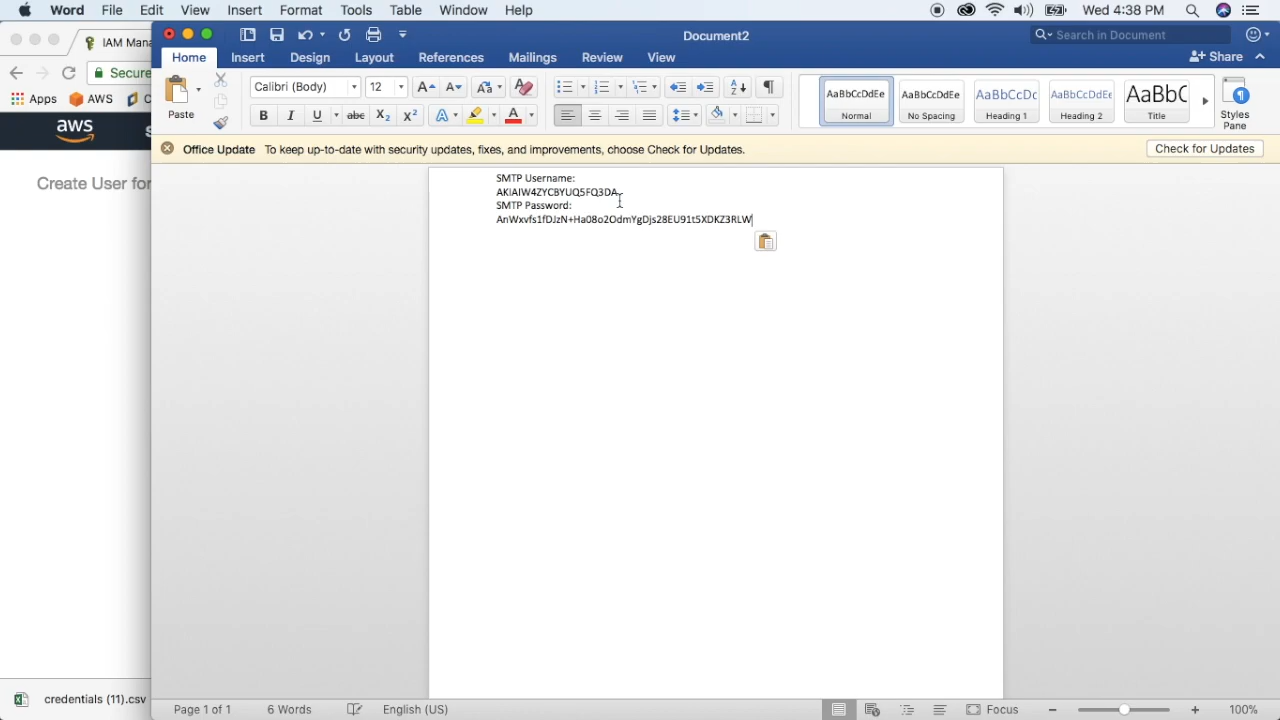 Word File Edit View Insert Format Tools Table Window Help
Wed 4:38 PM
IAM Mana
Document2
Search in Document
Home Insert Design Layout References Mailings Review View
Share
Secure
Apps AWS
Paste
Calibri (Body) 12
AaBbCcDdEe AaBbCcDdEe AaBbCcDc AaBbCcDdEe AaBbC
Normal No Spacing Heading 1 Heading 2 Title
Styles
Pane
aws
Office Update To keep up-to-date with security updates, fixes, and improvements, choose Check for Updates.
Check for Updates
Create User for
SMTP Username:
AKIAIW4ZYCBYUQ5FQ3DA
SMTP Password:
AnWxvfs1fDJzN+Ha08o2OdmYgDjs28EU91t5XDKZ3RLW
credentials (11).csv
Page 1 of 1 6 Words English (US) Focus 100%